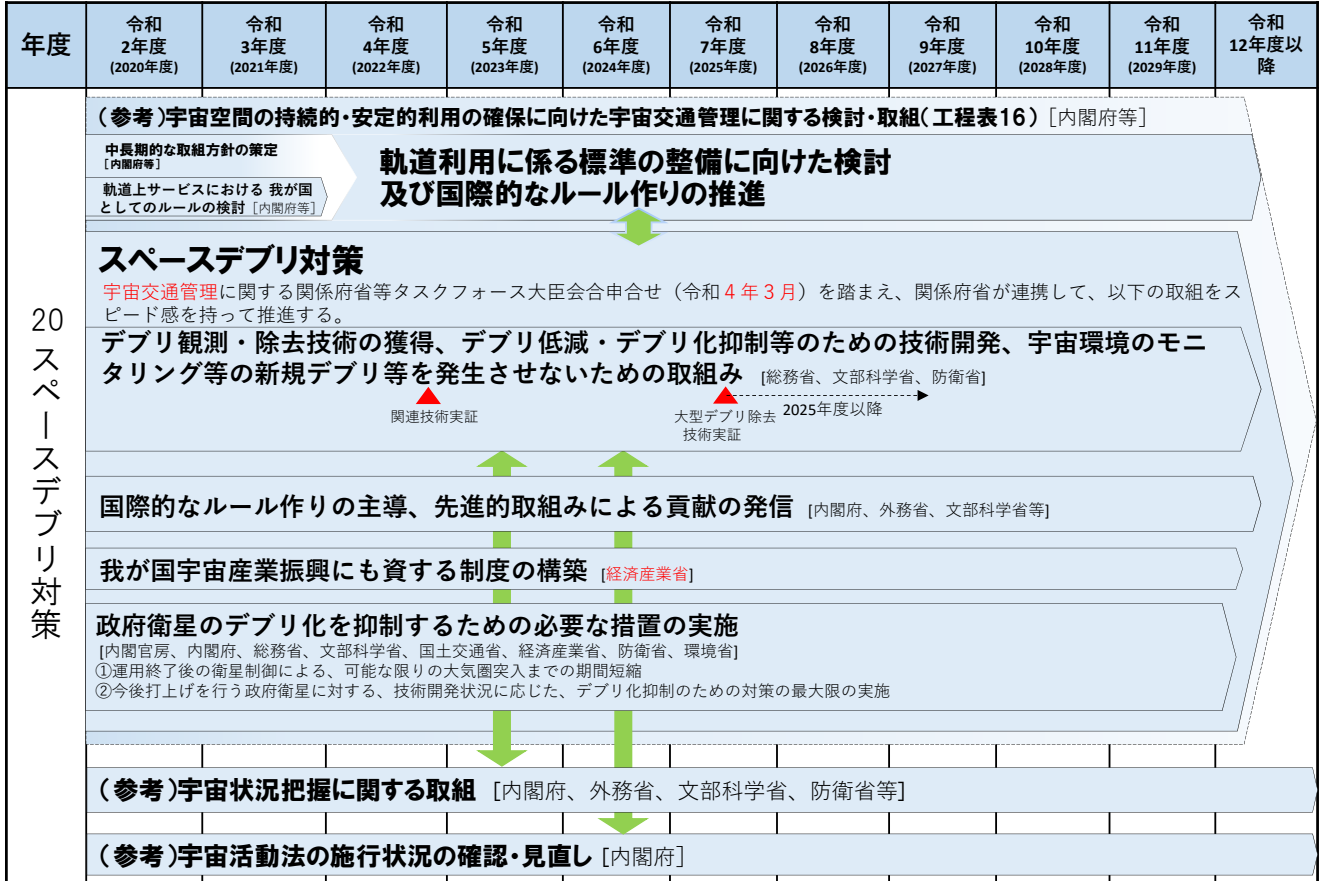 年度
令和
2年度
(2020年度)
令和
3年度
(2021年度)
令和
4年度
(2022年度)
令和
5年度
(2023年度)
令和
6年度
(2024年度)
令和
7年度
(2025年度)
令和
8年度
(2026年度)
令和
9年度
(2027年度)
令和
10年度
(2028年度)
令和
11年度
(2029年度)
令和
12年度以
降
20 スペースデブリ対策
(参考)宇宙空間の持続的・安定的利用の確保に向けた宇宙交通管理に関する検討・取組(工程表16) [内閣府等]
中長期的な取組方針の策定
[内閣府等]
軌道上サービスにおける 我が国
としてのルールの検討 [内閣府等]
軌道利用に係る標準の整備に向けた検討
及び国際的なルール作りの推進
スペースデブリ対策
宇宙交通管理に関する関係府省等タスクフォース大臣会合申合せ（令和４年３月）を踏まえ、関係府省が連携して、以下の取組をス
ピード感を持って推進する。
デブリ観測・除去技術の獲得、デブリ低減・デブリ化抑制等のための技術開発、宇宙環境のモニ
タリング等の新規デブリ等を発生させないための取組み [総務省、文部科学省、防衛省]
関連技術実証
大型デブリ除去
技術実証
2025年度以降
国際的なルール作りの主導、先進的取組みによる貢献の発信 [内閣府、外務省、文部科学省等]
我が国宇宙産業振興にも資する制度の構築 [経済産業省]
政府衛星のデブリ化を抑制するための必要な措置の実施
[内閣官房、内閣府、総務省、文部科学省、国土交通省、経済産業省、防衛省、環境省]
①運用終了後の衛星制御による、可能な限りの大気圏突入までの期間短縮
②今後打上げを行う政府衛星に対する、技術開発状況に応じた、デブリ化抑制のための対策の最大限の実施
(参考)宇宙状況把握に関する取組 [内閣府、外務省、文部科学省、防衛省等]
(参考)宇宙活動法の施行状況の確認・見直し [内閣府]